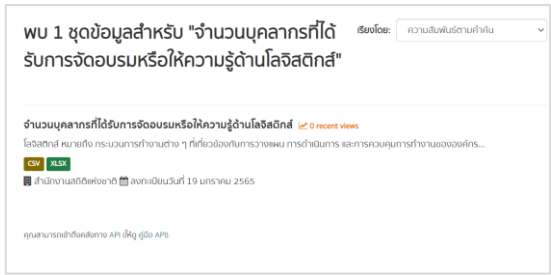 พบ 1 ชุดข้อมูลสำหรับ "จำนวนบุคลากรที่ได้
รับการจัดอบรมหรือให้ความรู้ด้านโลจิสติกส์"
เรียงโดย: ความสัมพันธ์ตามคำค้น
จำนวนบุคลากรที่ได้รับการจัดอบรมหรือให้ความรู้ด้านโลจิสติกส์ 0 recent views
โลจิสติกส์ หมายถึง กระบวนการทำงานต่าง ๆ ที่เกี่ยวข้องกับการวางแผน การดำเนินการ และการควบคุมการทำงานขององค์กร...
CSV XLSX
สำนักงานสถิติแห่งชาติ ลงทะเบียนวันที่ 19 มกราคม 2565
คุณสามารถเข้าถึงคลังทาง API (ให้ดู คู่มือ API).